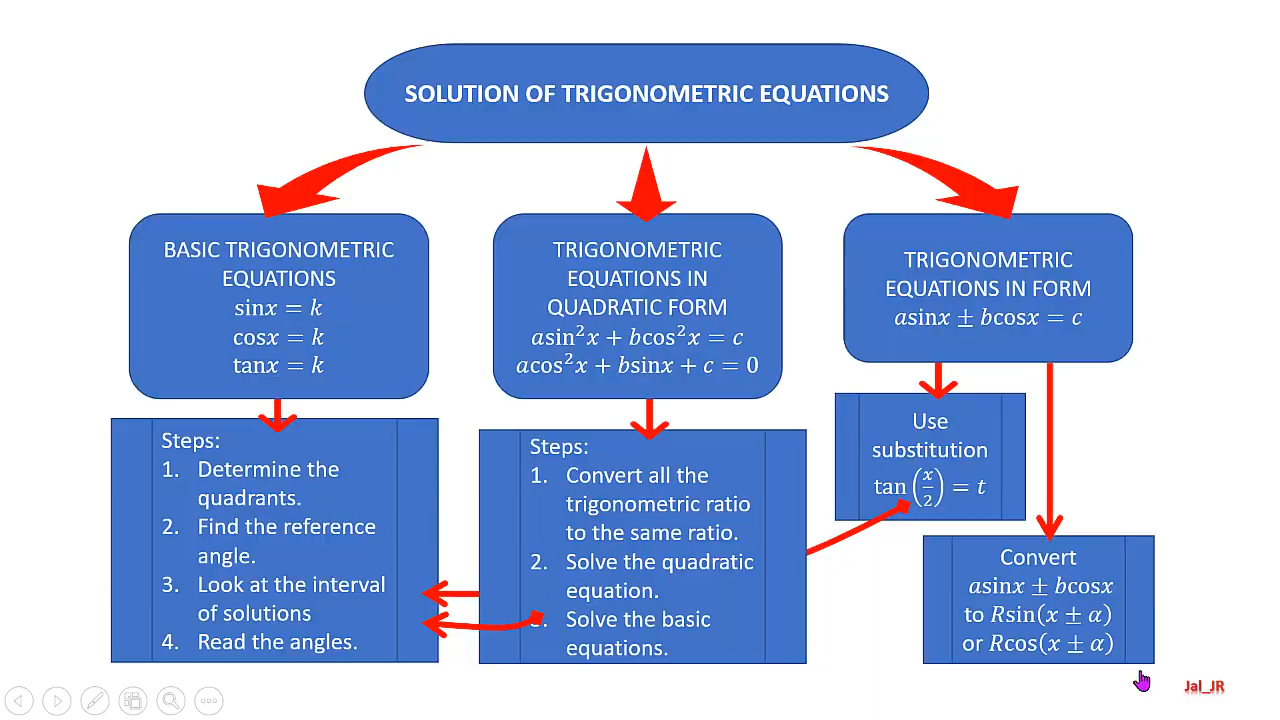 SOLUTION OF TRIGONOMETRIC EQUATIONS
BASIC TRIGONOMETRIC
EQUATIONS
sinx = k
cosx = k
tanx = k
TRIGONOMETRIC
EQUATIONS IN
QUADRATIC FORM
asin²x + bcos²x = c
acos²x + bsinx + c = 0
TRIGONOMETRIC
EQUATIONS IN FORM
asinx ± bcosx = c
Steps:
1. Determine the
quadrants.
2. Find the reference
angle.
3. Look at the interval
of solutions
4. Read the angles.
Steps:
1. Convert all the
trigonometric ratio
to the same ratio.
2. Solve the quadratic
equation.
3. Solve the basic
equations.
Use
substitution
tan(x/2) = t
Convert
asinx ± bcosx
to Rsin(x ± α)
or Rcos(x ± α)
Jal_JR